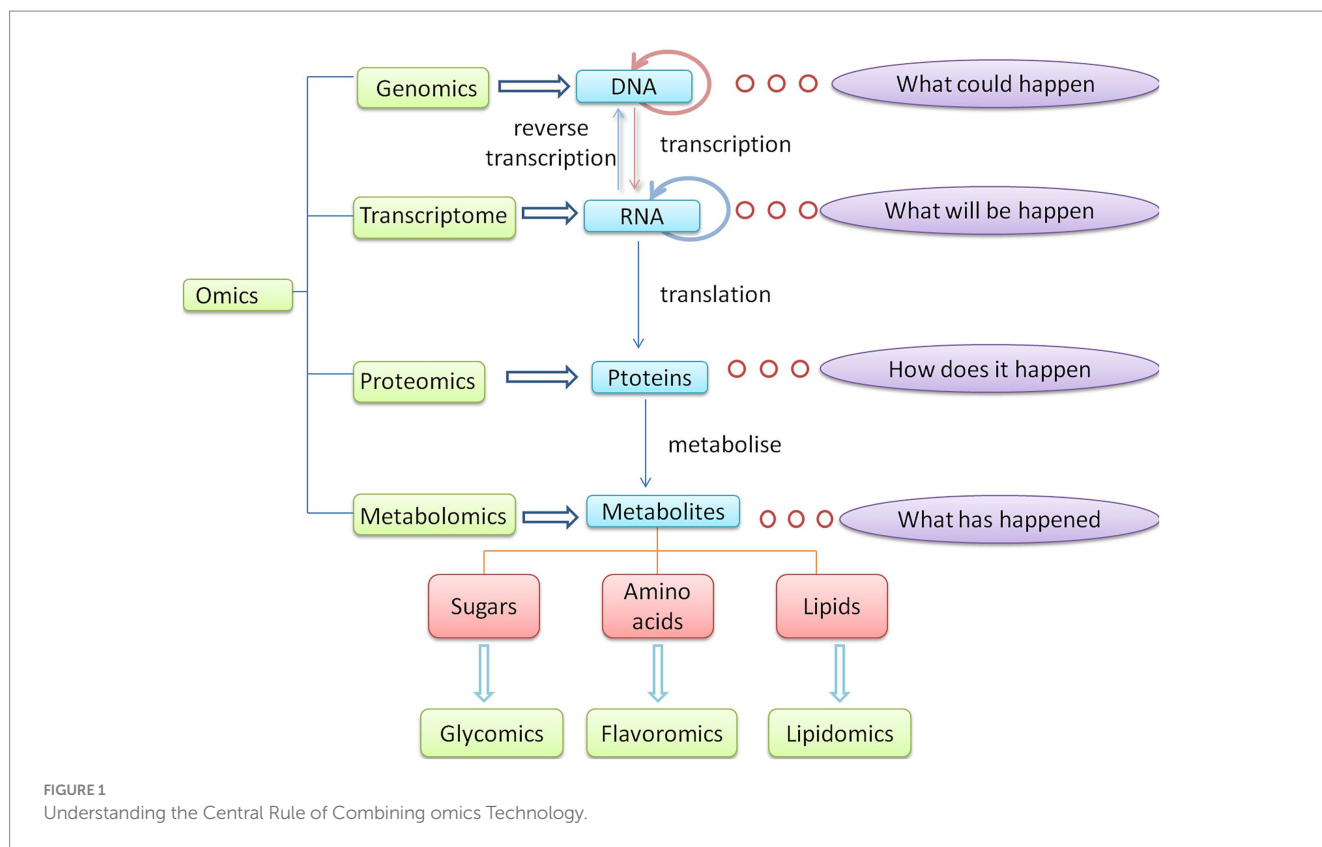 Genomics
DNA
What could happen
reverse
transcription
transcription
Transcriptome
RNA
What will be happen
Omics
translation
Proteomics
Ptoteins
How does it happen
metabolise
Metabolomics
Metabolites
What has happened
Sugars
Amino
acids
Lipids
Glycomics
Flavoromics
Lipidomics
FIGURE 1
Understanding the Central Rule of Combining omics Technology.